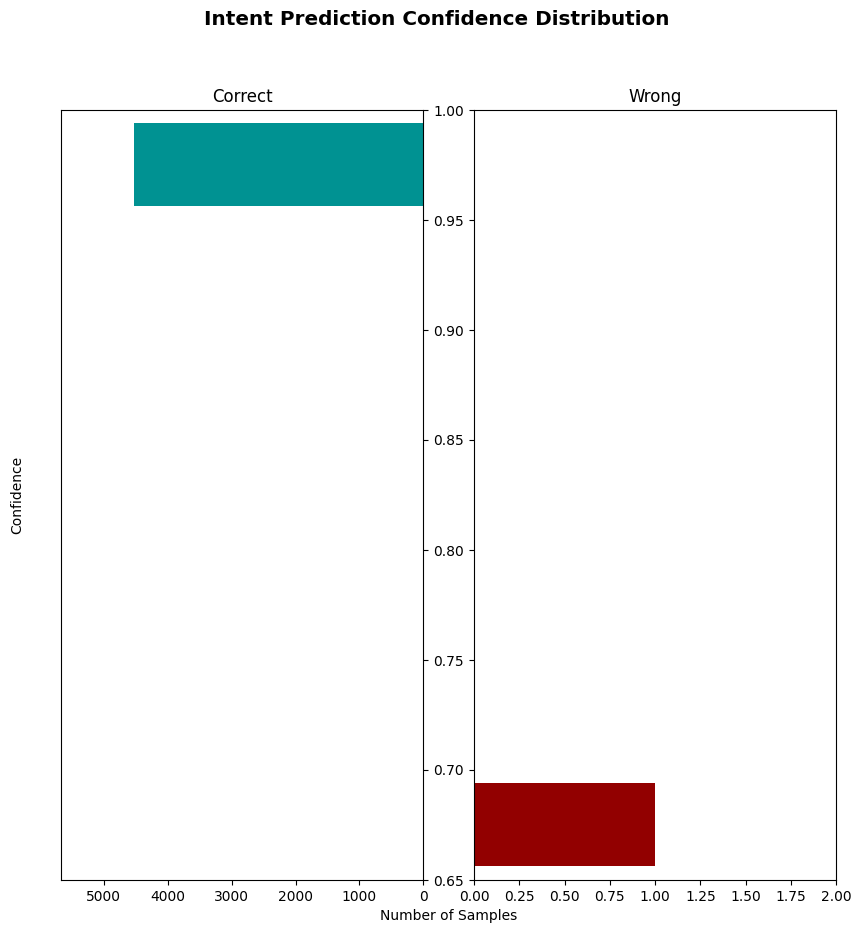 Intent Prediction Confidence Distribution
Correct
Wrong
1.00
0.95
0.90
0.85
0.80
0.75
0.70
0.65
Confidence
5000 4000 3000 2000 1000 0
0.00 0.25 0.50 0.75 1.00 1.25 1.50 1.75 2.00
Number of Samples